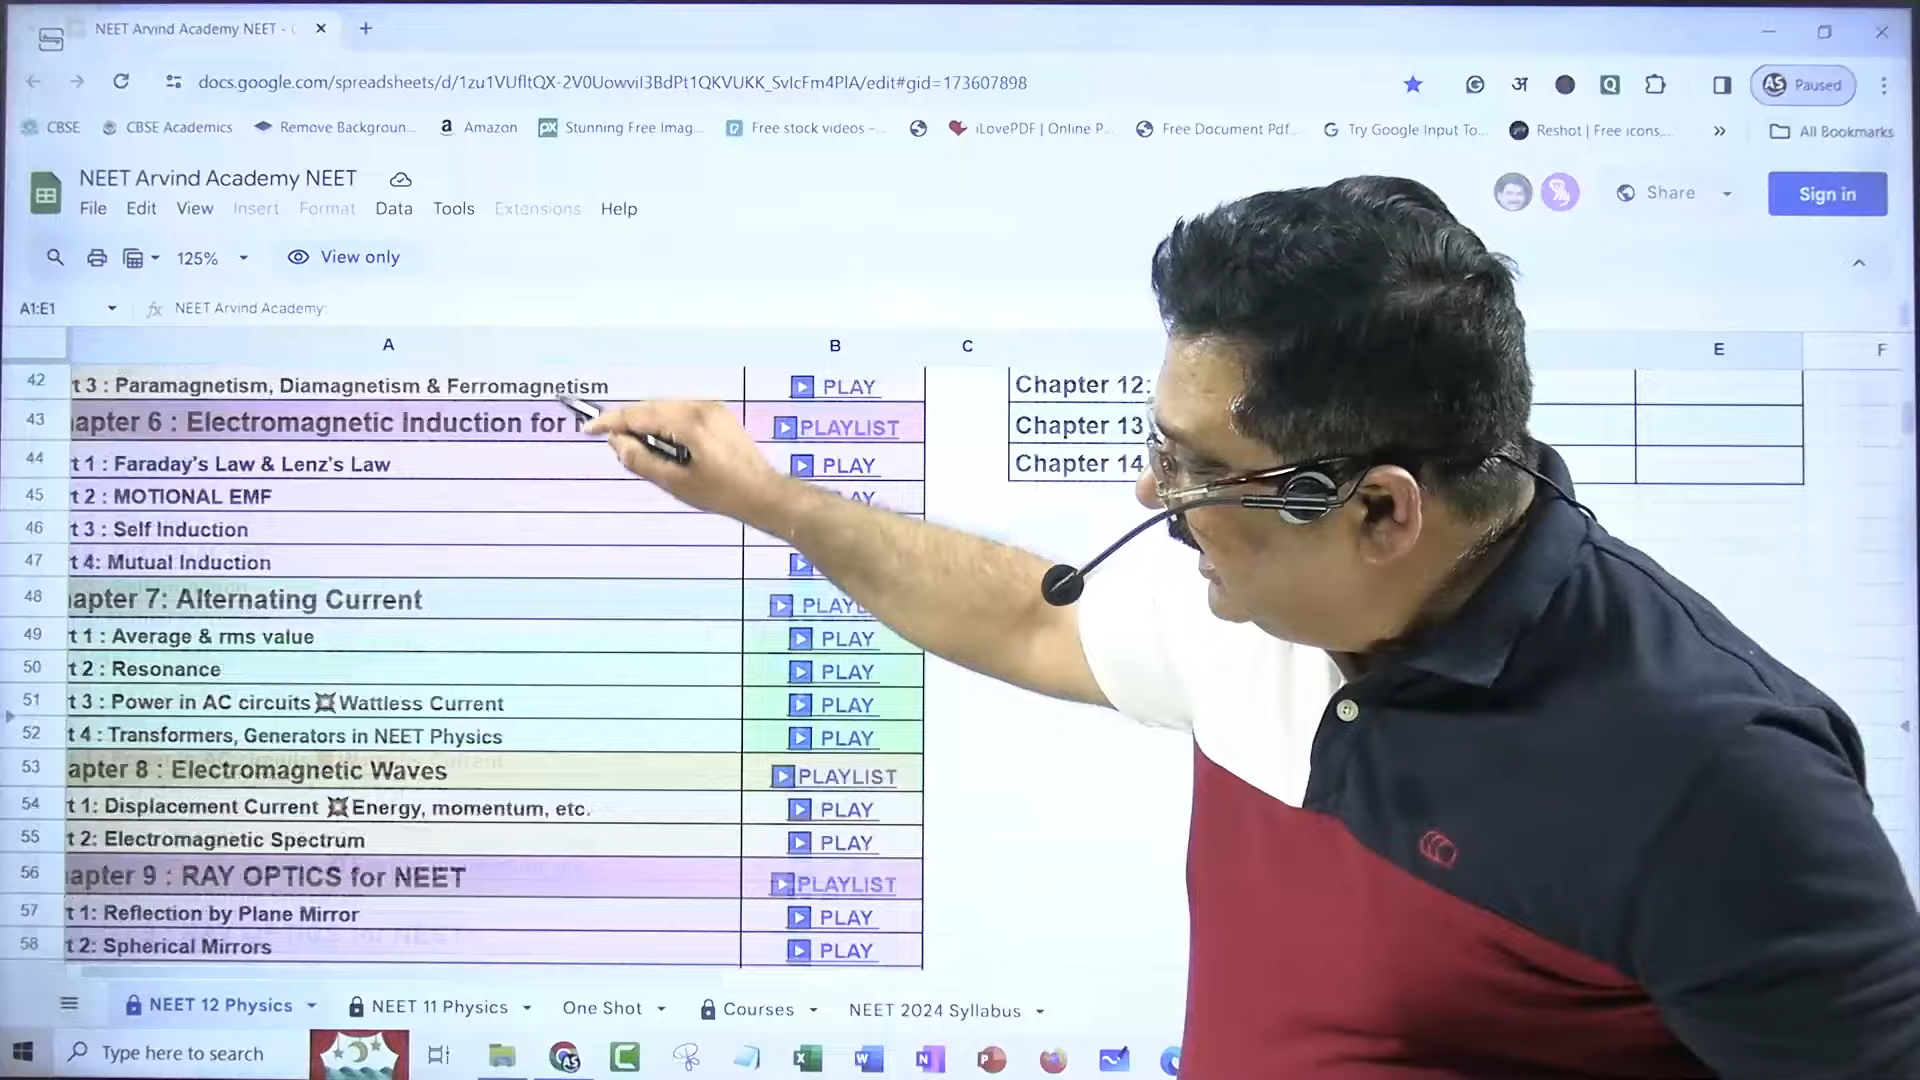 NEET Arvind Academy NEET -
docs.google.com/spreadsheets/d/1zu1VUfltQX-2V0Uowvil3BdPt1QKVUKK_SvIcFm4PIA/edit#gid=173607898
अ
Q
AS Paused
CBSE CBSE Academics Remove Backgroun... a Amazon px Stunning Free Imag... Free stock videos –... iLovePDF | Online P... Free Document Pdf... G Try Google Input To... Reshot | Free icons,... » All Bookmarks
NEET Arvind Academy NEET
Share
Sign in
File Edit View Insert Format Data Tools Extensions Help
125% View only
A1:E1 fx NEET Arvind Academy:
A B C E F
42 t 3 : Paramagnetism, Diamagnetism & Ferromagnetism PLAY Chapter 12:
43 apter 6 : Electromagnetic Induction for PLAYLIST Chapter 13
44 t 1 : Faraday's Law & Lenz's Law PLAY Chapter 14
45 t 2 : MOTIONAL EMF AY
46 t 3 : Self Induction
47 t 4: Mutual Induction
48 apter 7: Alternating Current PLAYL
49 t 1 : Average & rms value PLAY
50 t 2 : Resonance PLAY
51 t 3 : Power in AC circuits💥Wattless Current PLAY
52 t 4 : Transformers, Generators in NEET Physics PLAY
53 apter 8 : Electromagnetic Waves PLAYLIST
54 t 1: Displacement Current 💥Energy, momentum, etc. PLAY
55 t 2: Electromagnetic Spectrum PLAY
56 apter 9 : RAY OPTICS for NEET PLAYLIST
57 t 1: Reflection by Plane Mirror PLAY
58 t 2: Spherical Mirrors PLAY
NEET 12 Physics NEET 11 Physics One Shot Courses NEET 2024 Syllabus
Type here to search